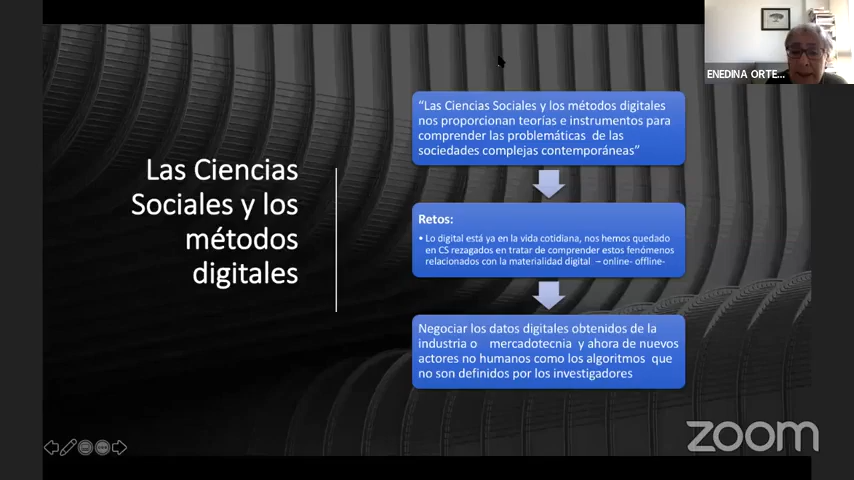 ENEDINA ORTE...
Las Ciencias
Sociales y los
métodos
digitales
“Las Ciencias Sociales y los métodos digitales
nos proporcionan teorías e instrumentos para
comprender las problemáticas de las
sociedades complejas contemporáneas”
Retos:
• Lo digital está ya en la vida cotidiana, nos hemos quedado
en CS rezagados en tratar de comprender estos fenómenos
relacionados con la materialidad digital – online- offline-
Negociar los datos digitales obtenidos de la
industria o mercadotecnia y ahora de nuevos
actores no humanos como los algoritmos que
no son definidos por los investigadores
zoom